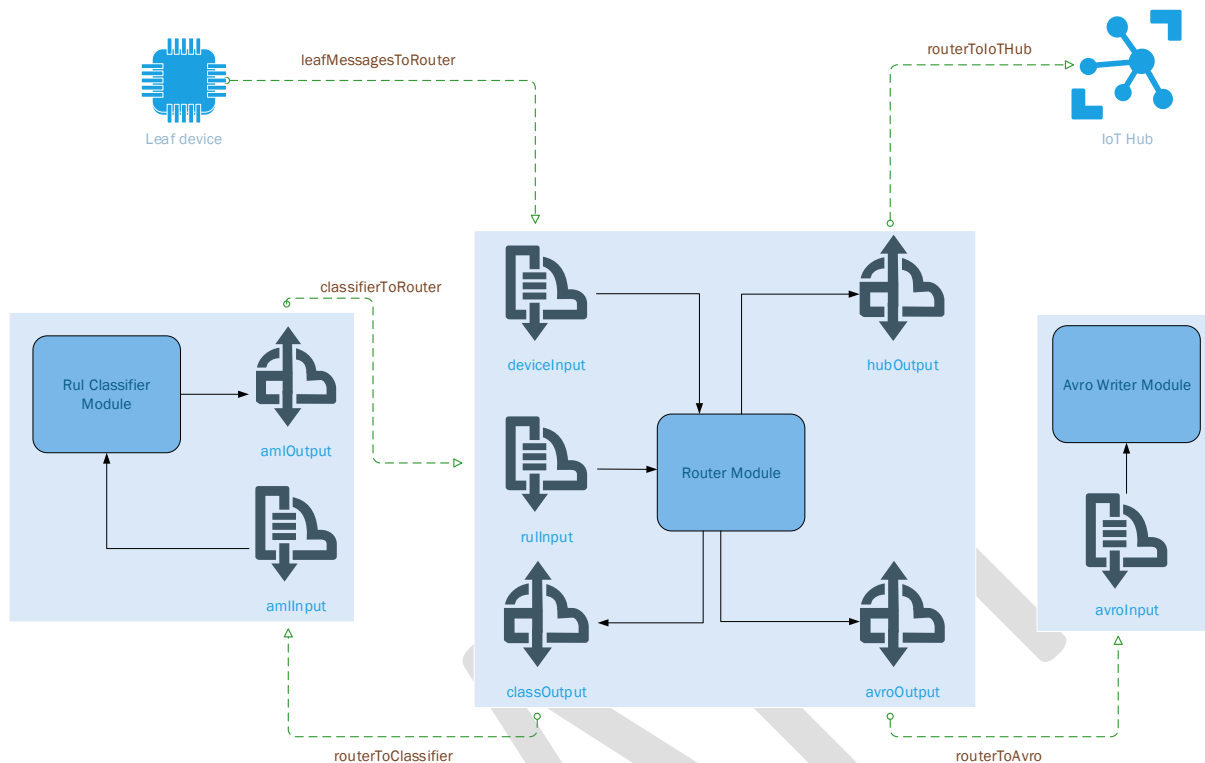 leafMessagesToRouter
routerToIoTHub
Leaf device
IoT Hub
classifierToRouter
deviceInput
hubOutput
Rul Classifier
Module
Avro Writer Module
amlOutput
Router Module
rulInput
amlInput
avroInput
classOutput
avroOutput
routerToClassifier
routerToAvro